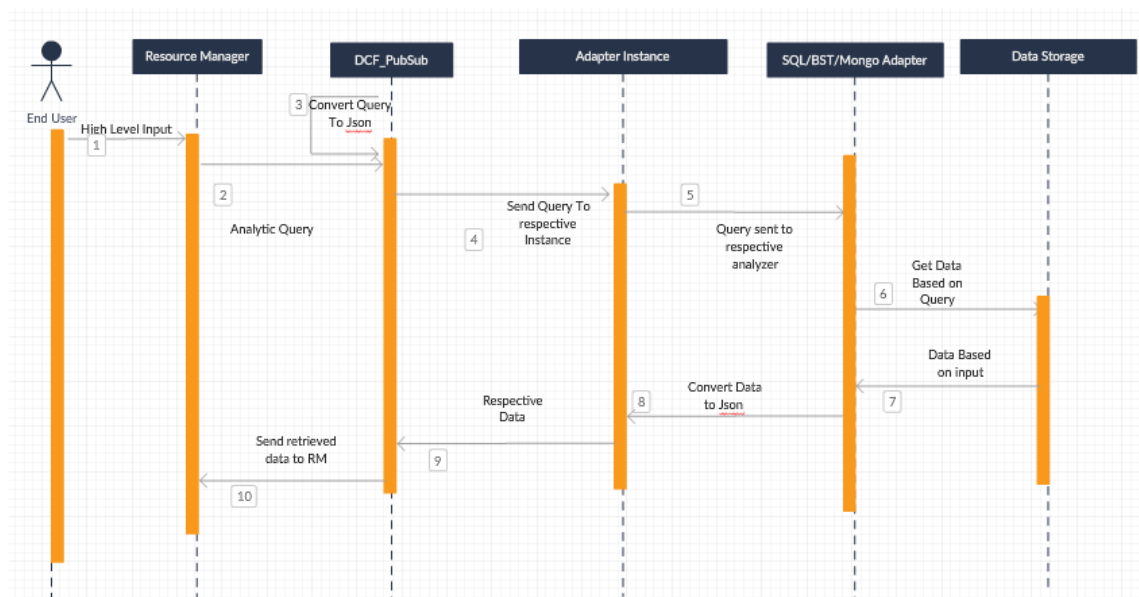 Resource Manager
DCF_PubSub
Adapter Instance
SQL/BST/Mongo Adapter
Data Storage
End User
High Level Input
1
3
Convert Query
To Json
2
Analytic Query
Send Query To
respective
Instance
4
5
Query sent to
respective
analyzer
Get Data
Based on
Query
6
Data Based
on input
7
Convert Data
to Json
8
Respective
Data
9
Send retrieved
data to RM
10